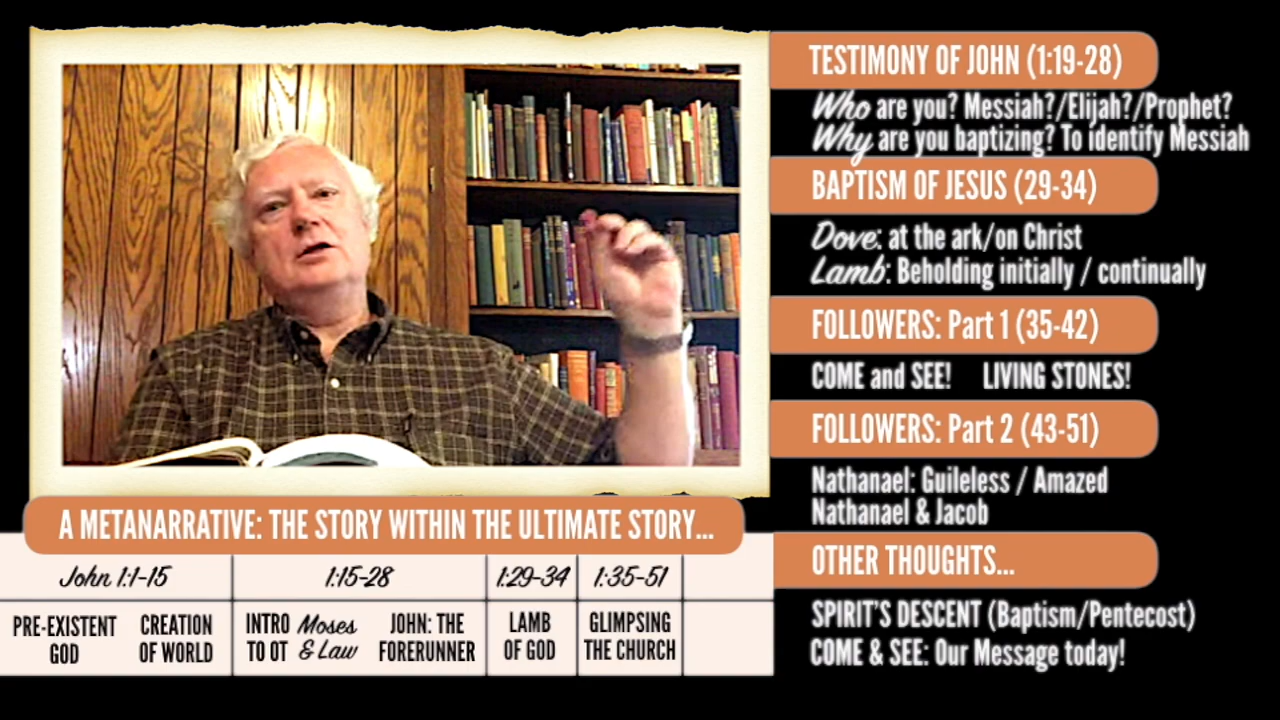 TESTIMONY OF JOHN (1:19-28)
Who are you? Messiah?/Elijah?/Prophet?
Why are you baptizing? To identify Messiah
BAPTISM OF JESUS (29-34)
Dove: at the ark/on Christ
Lamb: Beholding initially / continually
FOLLOWERS: Part 1 (35-42)
COME and SEE! LIVING STONES!
FOLLOWERS: Part 2 (43-51)
Nathanael: Guileless / Amazed
Nathanael & Jacob
OTHER THOUGHTS...
SPIRIT'S DESCENT (Baptism/Pentecost)
COME & SEE: Our Message today!
A METANARRATIVE: THE STORY WITHIN THE ULTIMATE STORY...
John 1:1-15 1:15-28 1:29-34 1:35-51
PRE-EXISTENT CREATION INTRO Moses JOHN: THE LAMB GLIMPSING
GOD OF WORLD TO OT & Law FORERUNNER OF GOD THE CHURCH